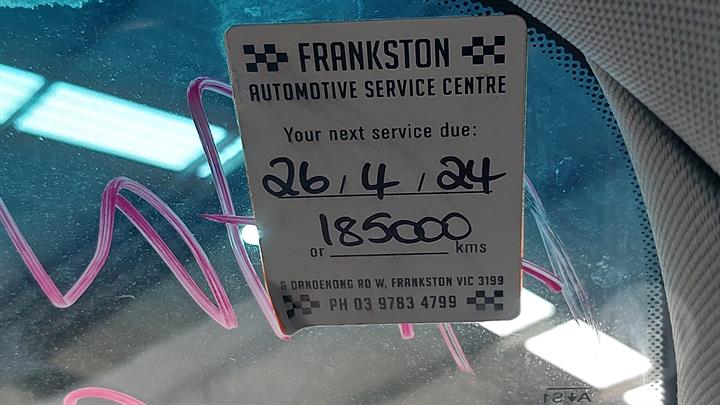 FRANKSTON
AUTOMOTIVE SERVICE CENTRE
Your next service due:
26 / 4 / 24
or 185000 kms
6 DANDENONG RD W, FRANKSTON VIC 3199
PH 03 9783 4799